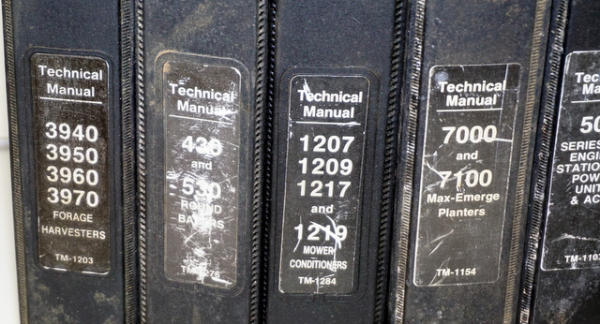 Technical
Manual
3940
3950
3960
3970
FORAGE
HARVESTERS
TM-1203
Technical
Manual
430
and
530
ROUND
BALERS
Technical
Manual
1207
1209
1217
and
1219
MOWER
CONDITIONERS
TM-1284
Technical
Manual
7000
and
7100
Max-Emerge
Planters
TM-1154
SERIES